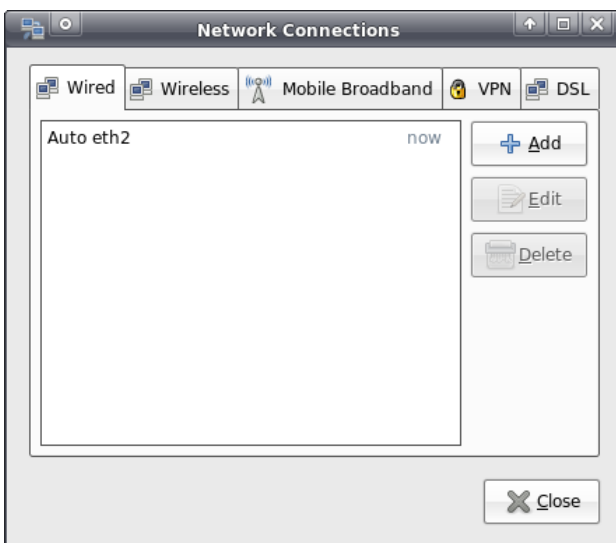 Network Connections
Wired Wireless Mobile Broadband VPN DSL
Auto eth2 now
Add
Edit
Delete
Close